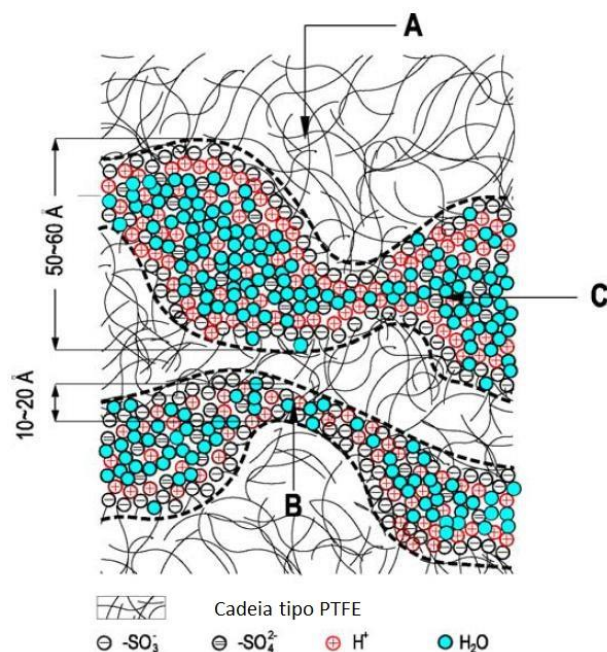 A
50~60 Å
C
10~20 Å
B
Cadeia tipo PTFE
⊖ -SO₃⁻ ⊜ -SO₄²⁻ ⊕ H⁺ H₂O